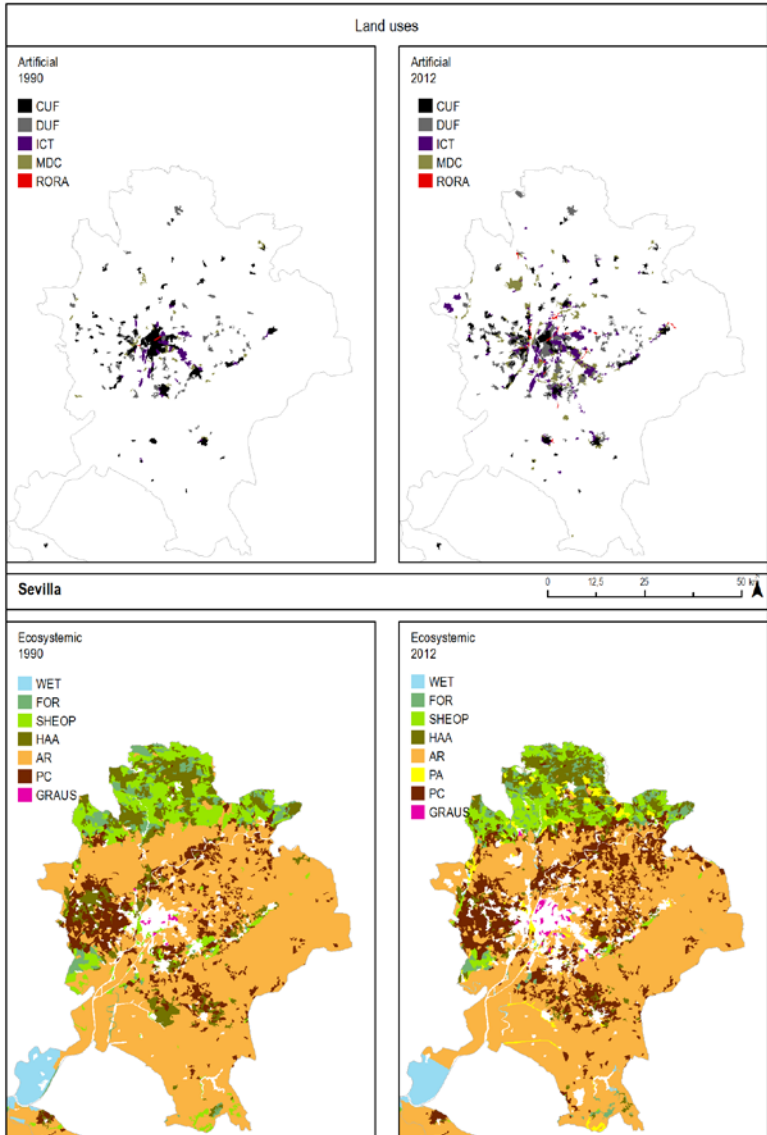 Land uses
Artificial
1990
CUF
DUF
ICT
MDC
RORA
Artificial
2012
CUF
DUF
ICT
MDC
RORA
Sevilla
0 12,5 25 50 km
Ecosystemic
1990
WET
FOR
SHEOP
HAA
AR
PC
GRAUS
Ecosystemic
2012
WET
FOR
SHEOP
HAA
AR
PA
PC
GRAUS